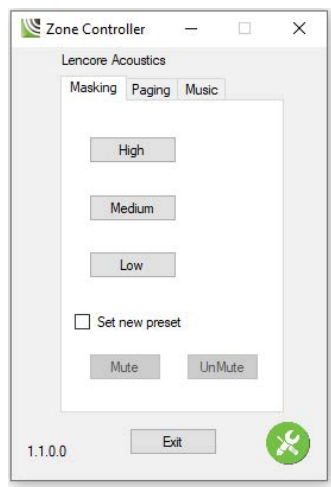 Zone Controller
Lencore Acoustics
Masking Paging Music
High
Medium
Low
Set new preset
Mute UnMute
1.1.0.0 Exit